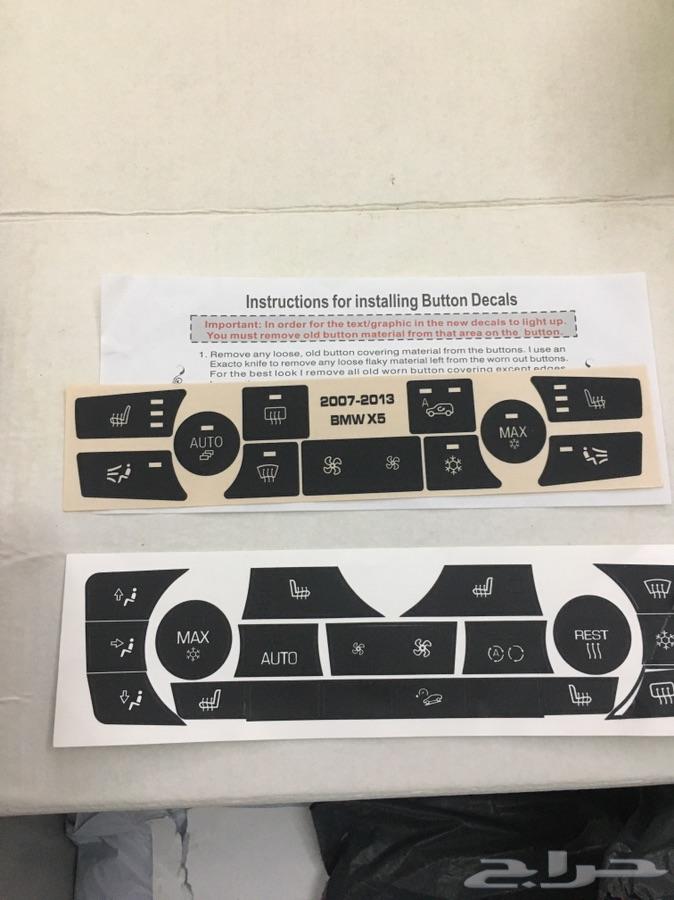 Instructions for installing Button Decals
Important: In order for the text/graphic in the new decals to light up.
You must remove old button material from that area on the button.
1. Remove any loose, old button covering material from the buttons. I use an
Exacto knife to remove any loose flaky material left from the worn out buttons.
For the best look I remove all old worn button covering except edges
2007-2013
BMW X5
A
AUTO
MAX
MAX
AUTO
A
REST
حراج